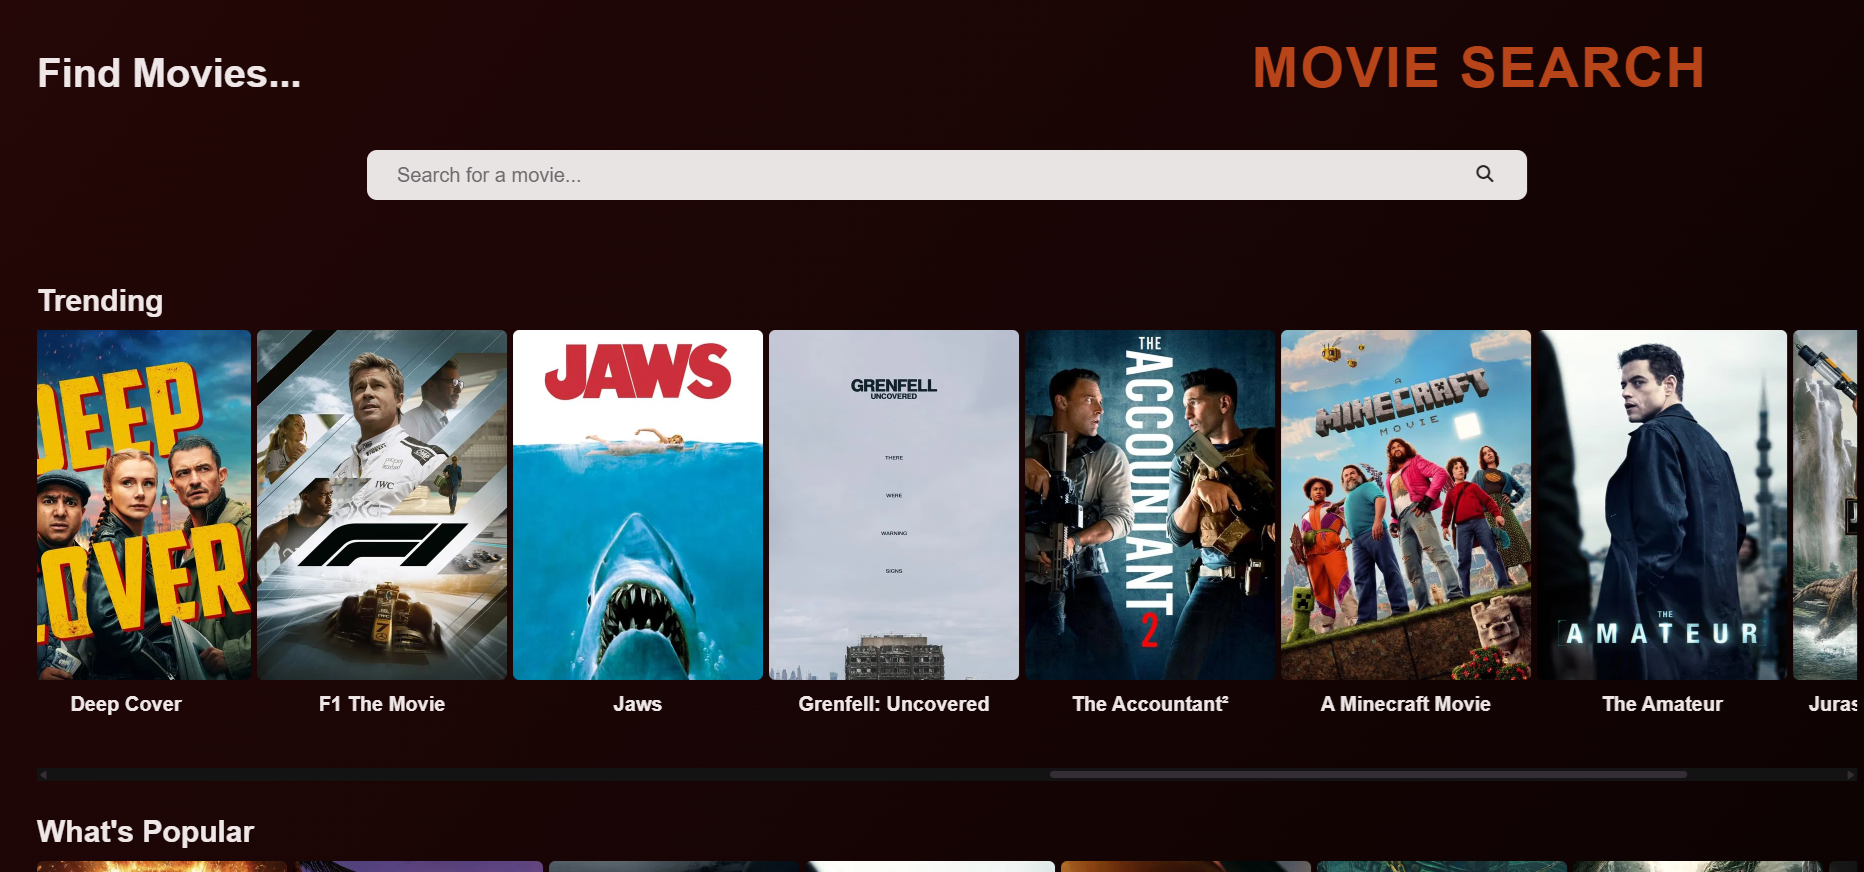 Find Movies...
MOVIE SEARCH
Search for a movie...
Trending
DEEP
COVER
F1
JAWS
GRENFELL
UNCOVERED
THERE
WERE
WARNING
SIGNS
THE
ACCOUNTANT
2
A
MINECRAFT
MOVIE
THE
AMATEUR
Deep Cover
F1 The Movie
Jaws
Grenfell: Uncovered
The Accountant²
A Minecraft Movie
The Amateur
Juras
What's Popular